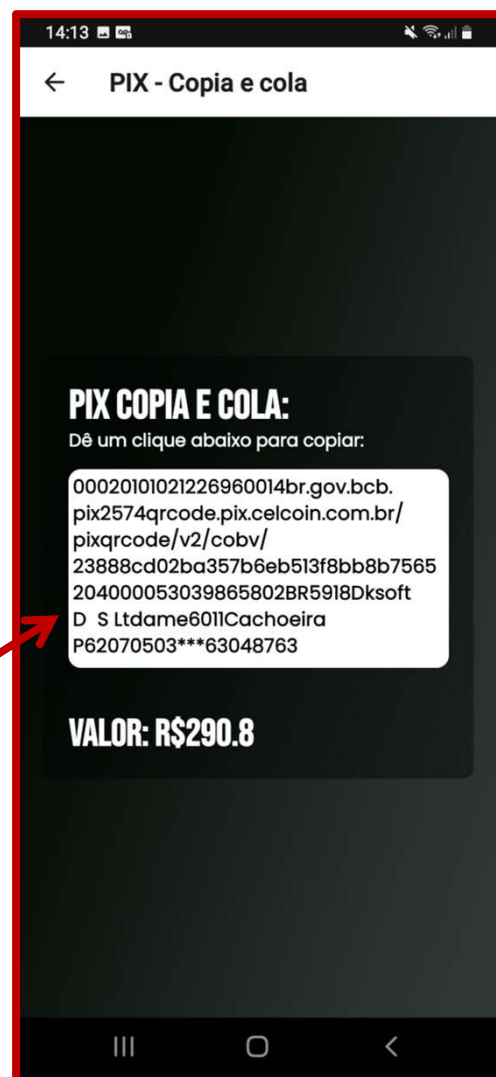 14:13
PIX - Copia e cola
PIX COPIA E COLA:
Dê um clique abaixo para copiar:
00020101021226960014br.gov.bcb.
pix2574qrcode.pix.celcoin.com.br/
pixqrcode/v2/cobv/
23888cd02ba357b6eb513f8bb8b7565
204000053039865802BR5918Dksoft
D  S Ltdame6011Cachoeira
P62070503***63048763
VALOR: R$290.8